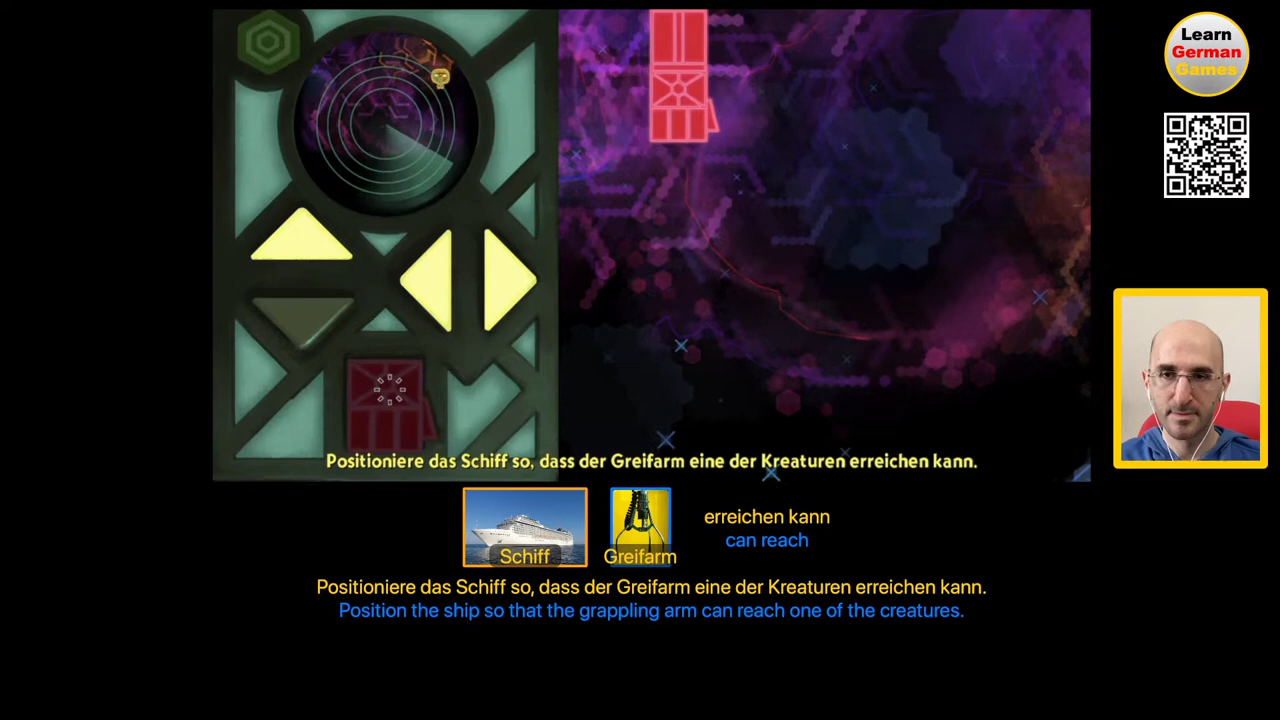 Learn
German
Games
Positioniere das Schiff so, dass der Greifarm eine der Kreaturen erreichen kann.
Schiff
Greifarm
erreichen kann
can reach
Positioniere das Schiff so, dass der Greifarm eine der Kreaturen erreichen kann.
Position the ship so that the grappling arm can reach one of the creatures.